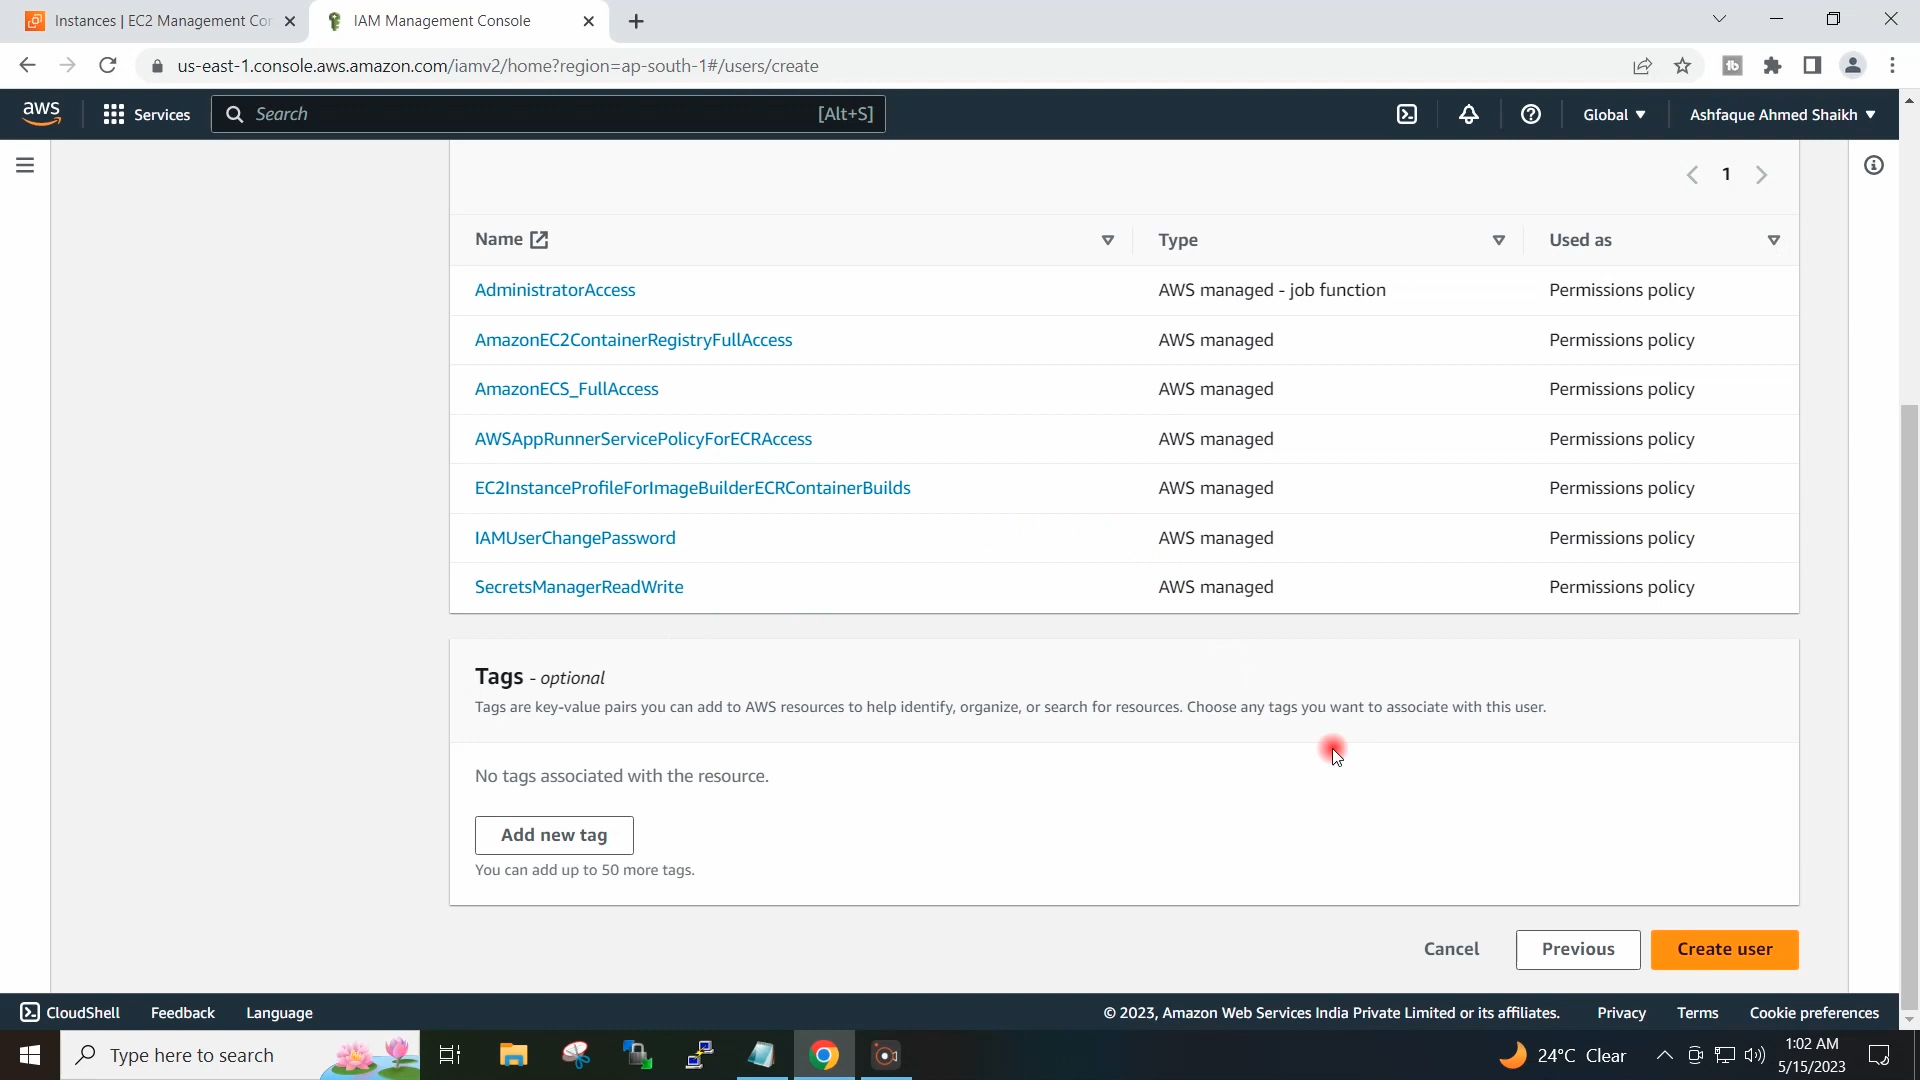 Instances | EC2 Management Con
IAM Management Console
us-east-1.console.aws.amazon.com/iamv2/home?region=ap-south-1#/users/create
aws
Services
Search
[Alt+S]
Global
Ashfaque Ahmed Shaikh
1
Name
Type
Used as
AdministratorAccess
AWS managed - job function
Permissions policy
AmazonEC2ContainerRegistryFullAccess
AWS managed
Permissions policy
AmazonECS_FullAccess
AWS managed
Permissions policy
AWSAppRunnerServicePolicyForECRAccess
AWS managed
Permissions policy
EC2InstanceProfileForImageBuilderECRContainerBuilds
AWS managed
Permissions policy
IAMUserChangePassword
AWS managed
Permissions policy
SecretsManagerReadWrite
AWS managed
Permissions policy
Tags - optional
Tags are key-value pairs you can add to AWS resources to help identify, organize, or search for resources. Choose any tags you want to associate with this user.
No tags associated with the resource.
Add new tag
You can add up to 50 more tags.
Cancel
Previous
Create user
CloudShell
Feedback
Language
© 2023, Amazon Web Services India Private Limited or its affiliates.
Privacy
Terms
Cookie preferences
Type here to search
24°C Clear
1:02 AM
5/15/2023